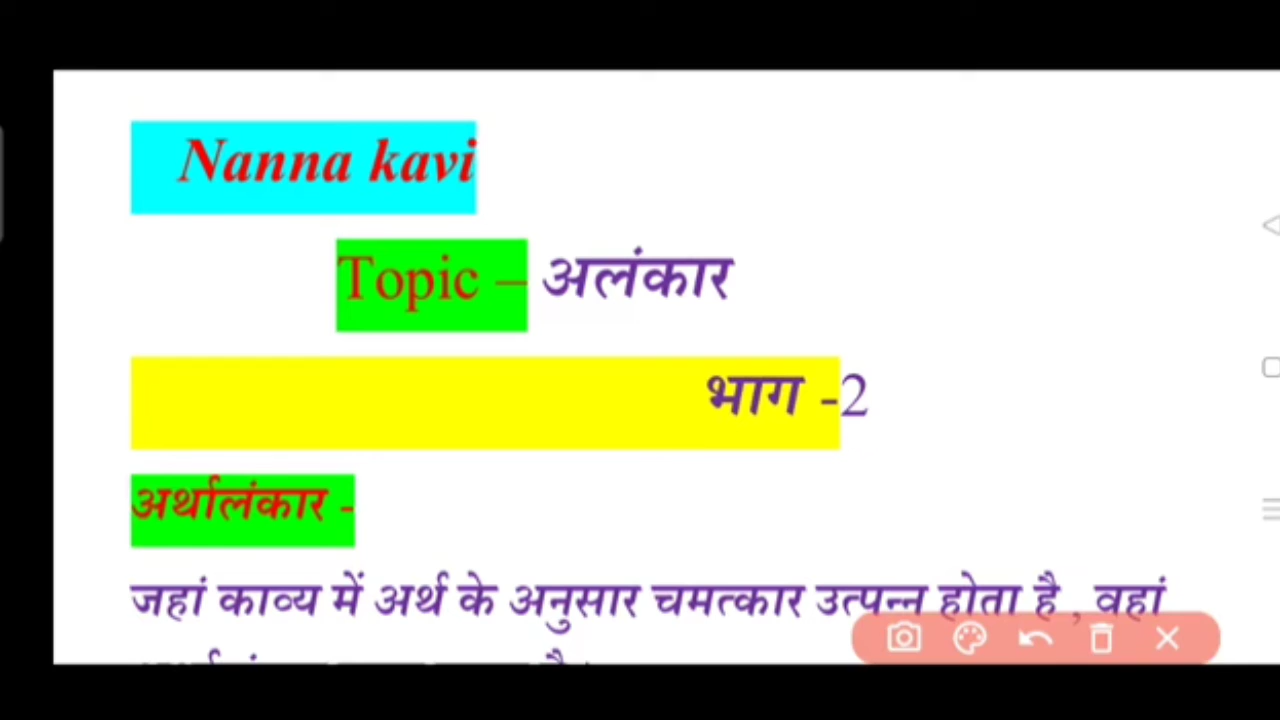 Nanna kavi
Topic – अलंकार
भाग -2
अर्थालंकार -
जहां काव्य में अर्थ के अनुसार चमत्कार उत्पन्न होता है , वहां